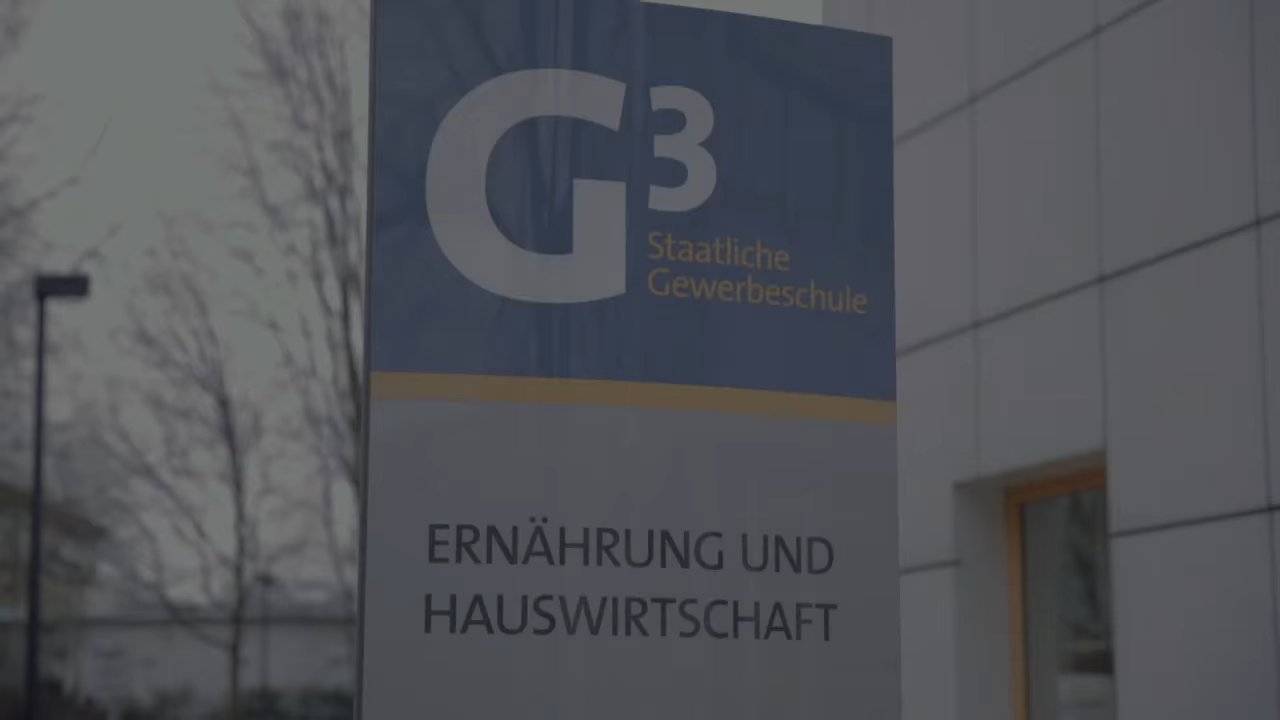 G³
Staatliche
Gewerbeschule
ERNÄHRUNG UND
HAUSWIRTSCHAFT